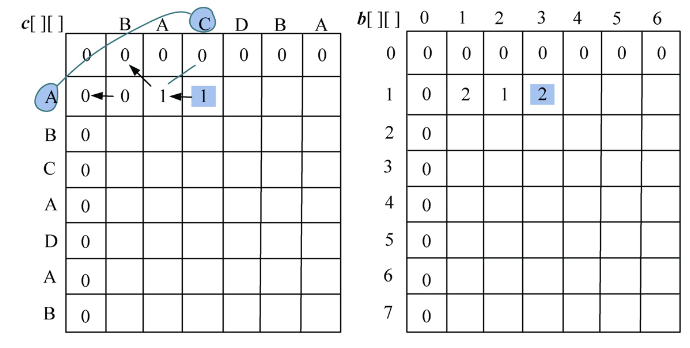 c[ ][ ] B A C D B A
0 0 0 0 0 0 0
A 0 0 1 1
B 0
C 0
A 0
D 0
A 0
B 0
b[ ][ ] 0 1 2 3 4 5 6
0 0 0 0 0 0 0 0
1 0 2 1 2
2 0
3 0
4 0
5 0
6 0
7 0